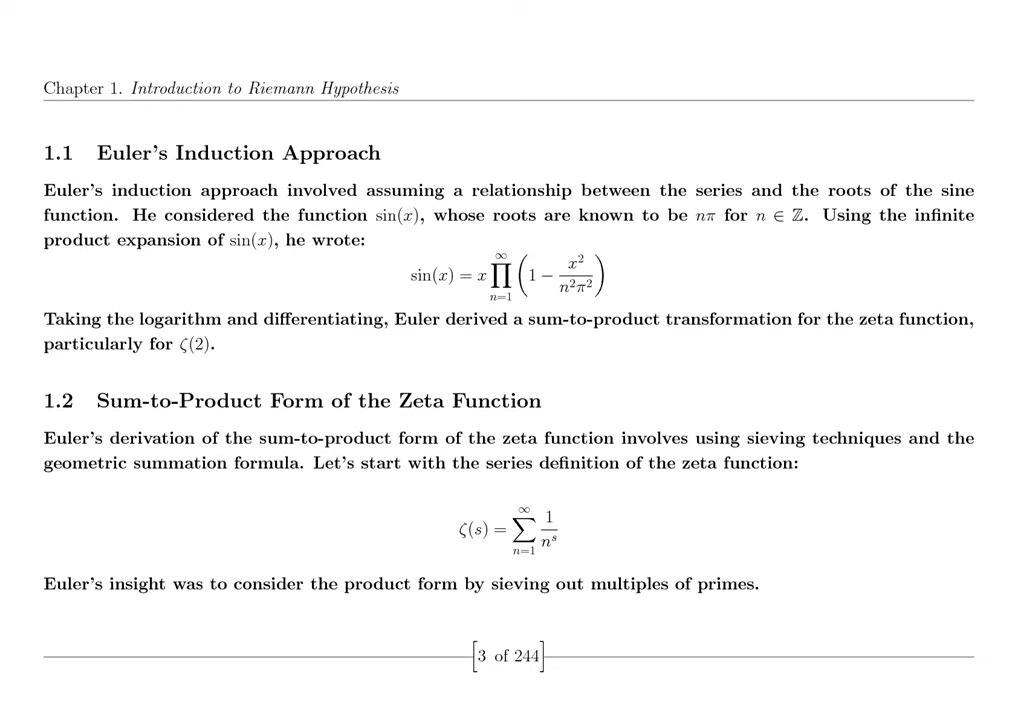 Chapter 1. Introduction to Riemann Hypothesis
1.1 Euler's Induction Approach
Euler's induction approach involved assuming a relationship between the series and the roots of the sine
function. He considered the function sin(x), whose roots are known to be nπ for n ∈ ℤ. Using the infinite
product expansion of sin(x), he wrote:
sin(x) = x ∏_{n=1}^{∞} (1 − x²/(n²π²))
Taking the logarithm and differentiating, Euler derived a sum-to-product transformation for the zeta function,
particularly for ζ(2).
1.2 Sum-to-Product Form of the Zeta Function
Euler's derivation of the sum-to-product form of the zeta function involves using sieving techniques and the
geometric summation formula. Let's start with the series definition of the zeta function:
ζ(s) = ∑_{n=1}^{∞} 1/n^s
Euler's insight was to consider the product form by sieving out multiples of primes.
[3 of 244]